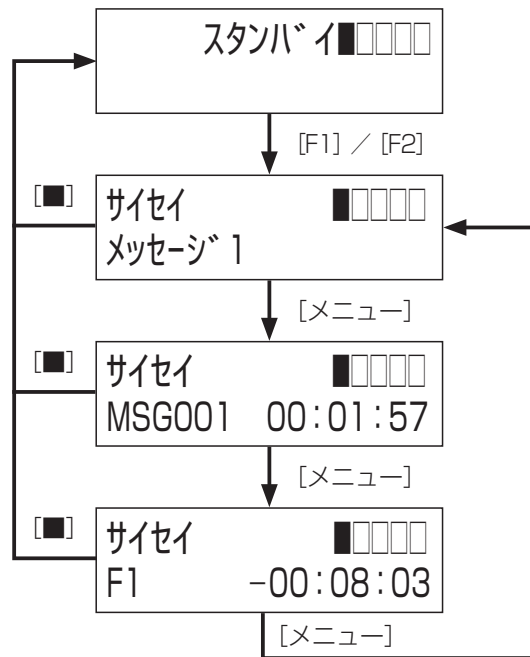 スタンバイ■□□□□
[F1] ／ [F2]
[■]
サイセイ ■□□□□
メッセージ1
[メニュー]
[■]
サイセイ ■□□□□
MSG001 00:01:57
[メニュー]
[■]
サイセイ ■□□□□
F1 -00:08:03
[メニュー]